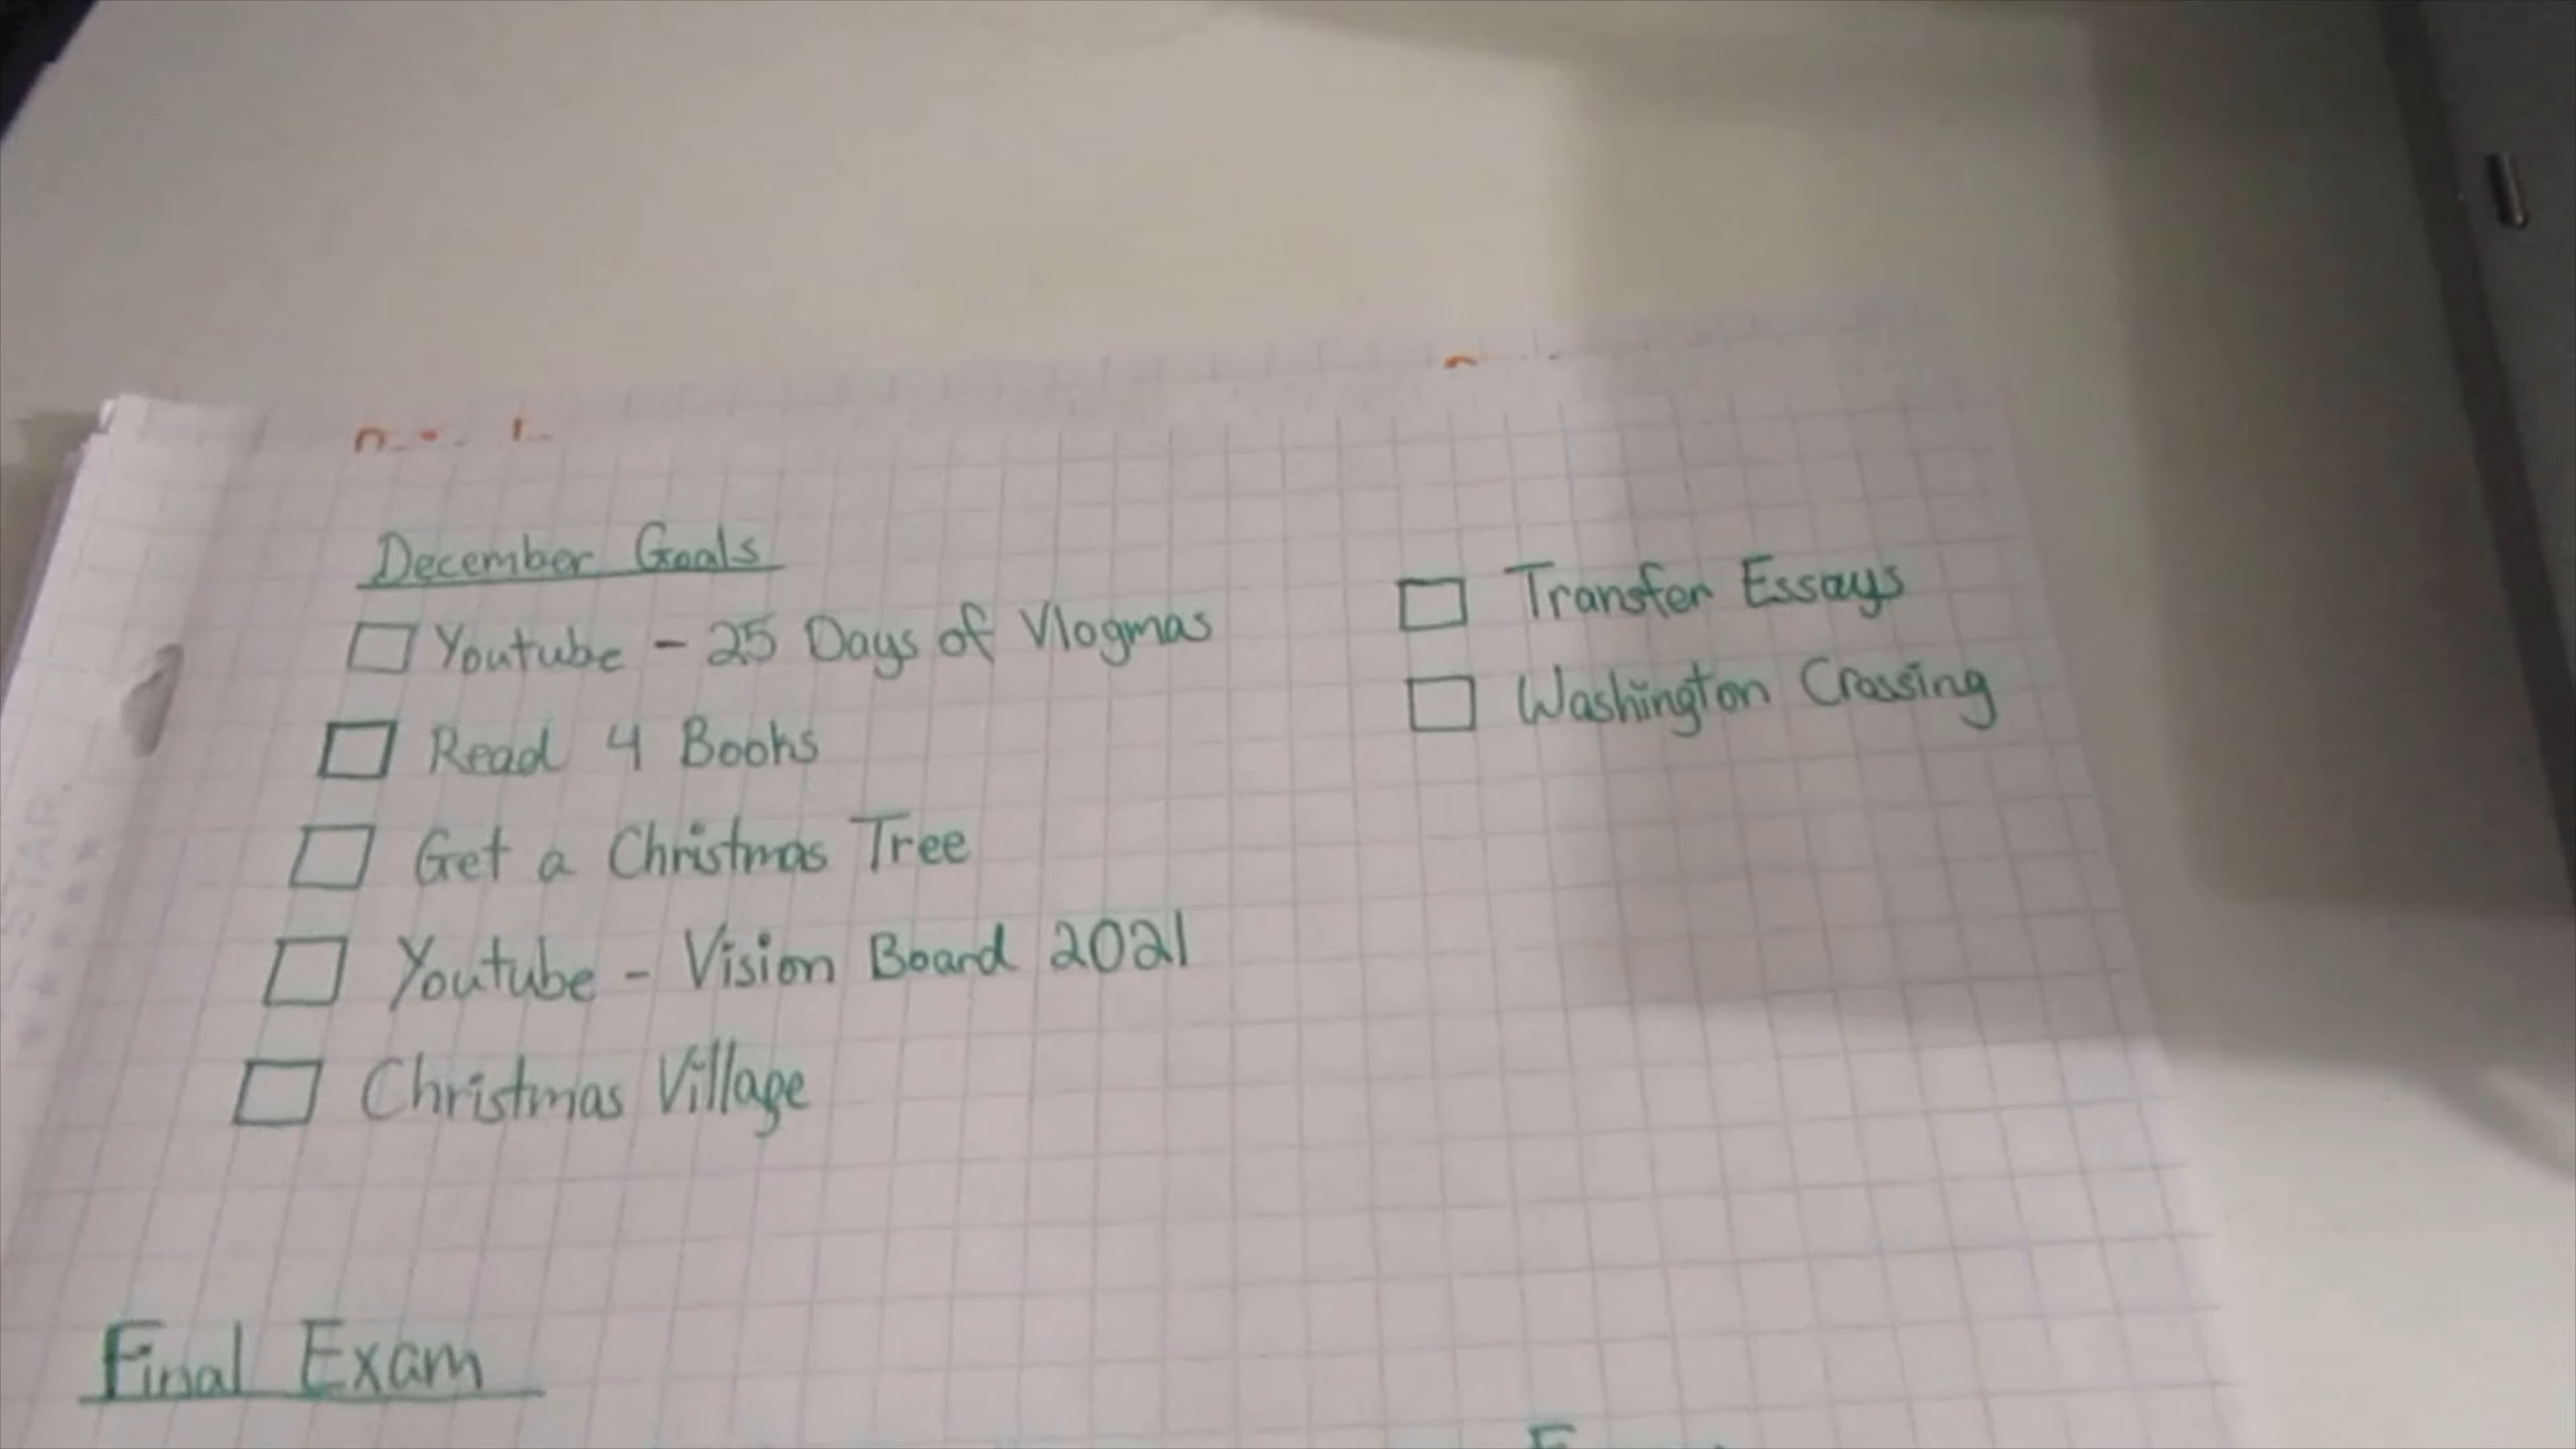 December Goals
Youtube - 25 Days of Vlogmas
Read 4 Books
Get a Christmas Tree
Youtube - Vision Board 2021
Christmas Village
Transfer Essays
Washington Crossing
Final Exam